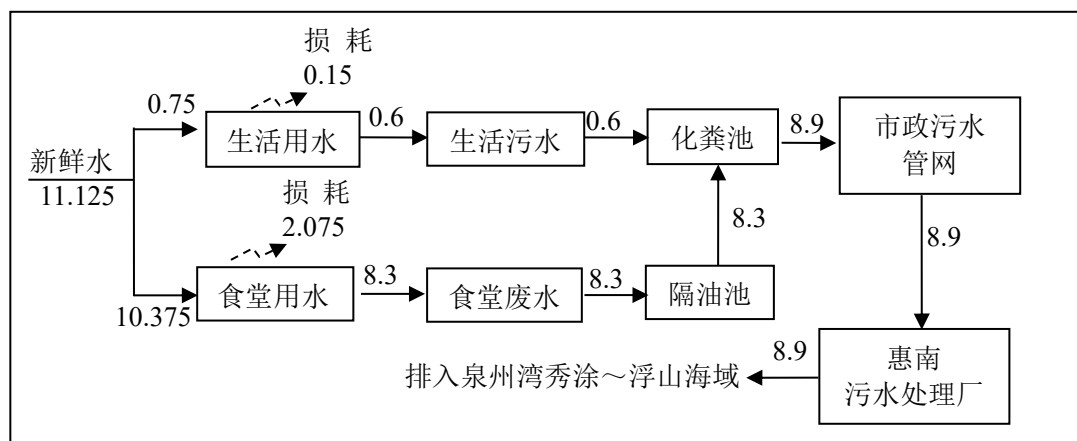 损 耗
0.15
0.75
生活用水
0.6
生活污水
0.6
化粪池
8.9
市政污水
管网
新鲜水
11.125
损 耗
2.075
8.3
8.9
10.375
食堂用水
8.3
食堂废水
8.3
隔油池
惠南
污水处理厂
8.9
排入泉州湾秀涂～浮山海域